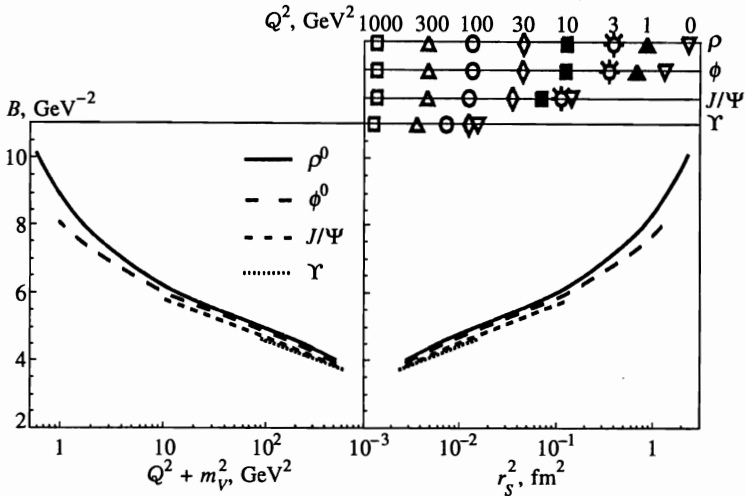 Q², GeV² 1000 300 100 30 10 3 1 0
ρ
ϕ
J/Ψ
ϒ
B, GeV⁻²
10
8
6
4
2
ρ⁰
ϕ⁰
J/Ψ
ϒ
1 10 10² 10⁻³ 10⁻² 10⁻¹ 1
Q² + m²_V, GeV² r²_S, fm²